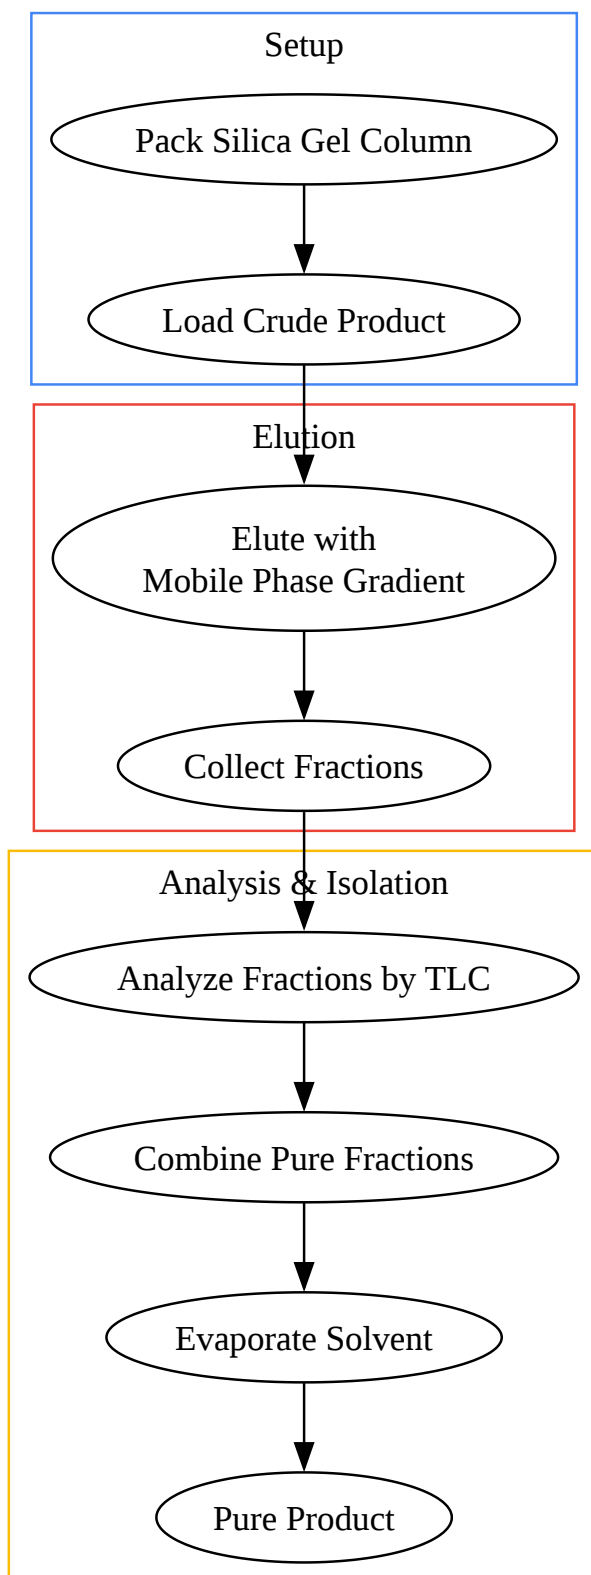 Setup
Pack Silica Gel Column
Load Crude Product
Elution
Elute with
Mobile Phase Gradient
Collect Fractions
Analysis & Isolation
Analyze Fractions by TLC
Combine Pure Fractions
Evaporate Solvent
Pure Product